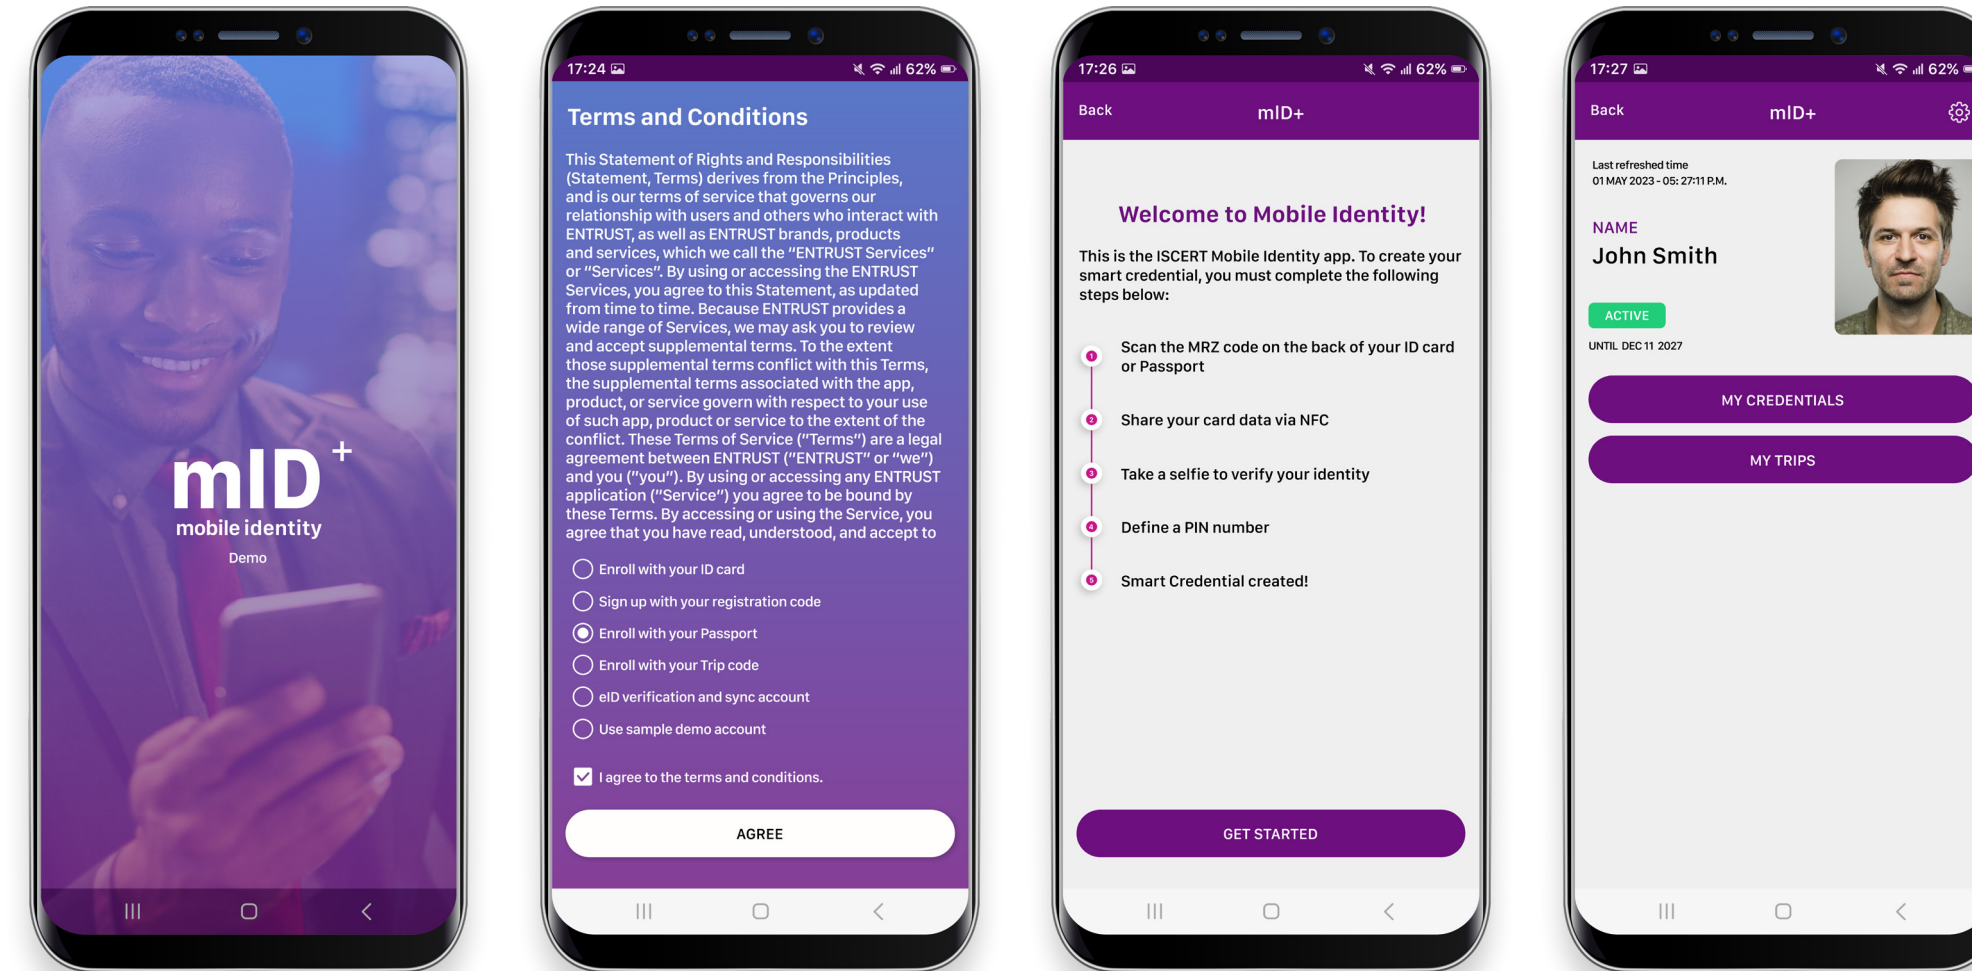 mID+
mobile identity
Demo
17:24
62%
Terms and Conditions
This Statement of Rights and Responsibilities
(Statement, Terms) derives from the Principles,
and is our terms of service that governs our
relationship with users and others who interact with
ENTRUST, as well as ENTRUST brands, products
and services, which we call the “ENTRUST Services”
or “Services”. By using or accessing the ENTRUST
Services, you agree to this Statement, as updated
from time to time. Because ENTRUST provides a
wide range of Services, we may ask you to review
and accept supplemental terms. To the extent
those supplemental terms conflict with this Terms,
the supplemental terms associated with the app,
product, or service govern with respect to your use
of such app, product or service to the extent of the
conflict. These Terms of Service (“Terms”) are a legal
agreement between ENTRUST (“ENTRUST” or “we”)
and you (“you”). By using or accessing any ENTRUST
application (“Service”) you agree to be bound by
these Terms. By accessing or using the Service, you
agree that you have read, understood, and accept to
Enroll with your ID card
Sign up with your registration code
Enroll with your Passport
Enroll with your Trip code
eID verification and sync account
Use sample demo account
I agree to the terms and conditions.
AGREE
17:26
62%
Back
mID+
Welcome to Mobile Identity!
This is the ISCERT Mobile Identity app. To create your
smart credential, you must complete the following
steps below:
1
Scan the MRZ code on the back of your ID card
or Passport
2
Share your card data via NFC
3
Take a selfie to verify your identity
4
Define a PIN number
5
Smart Credential created!
GET STARTED
17:27
62%
Back
mID+
Last refreshed time
01 MAY 2023 - 05: 27:11 P.M.
NAME
John Smith
ACTIVE
UNTIL DEC 11 2027
MY CREDENTIALS
MY TRIPS